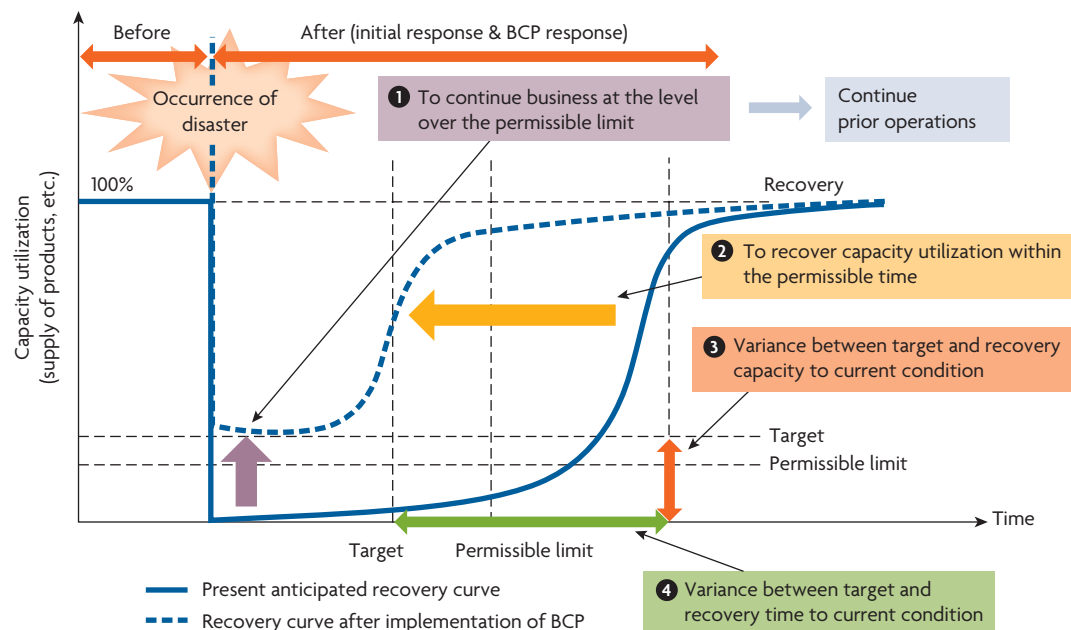 Before
After (initial response & BCP response)
Occurrence of
disaster
❶ To continue business at the level
over the permissible limit
Continue
prior operations
100%
Recovery
Capacity utilization
(supply of products, etc.)
❷ To recover capacity utilization within
the permissible time
❸ Variance between target and recovery
capacity to current condition
Target
Permissible limit
Time
Target
Permissible limit
Present anticipated recovery curve
Recovery curve after implementation of BCP
❹ Variance between target and
recovery time to current condition